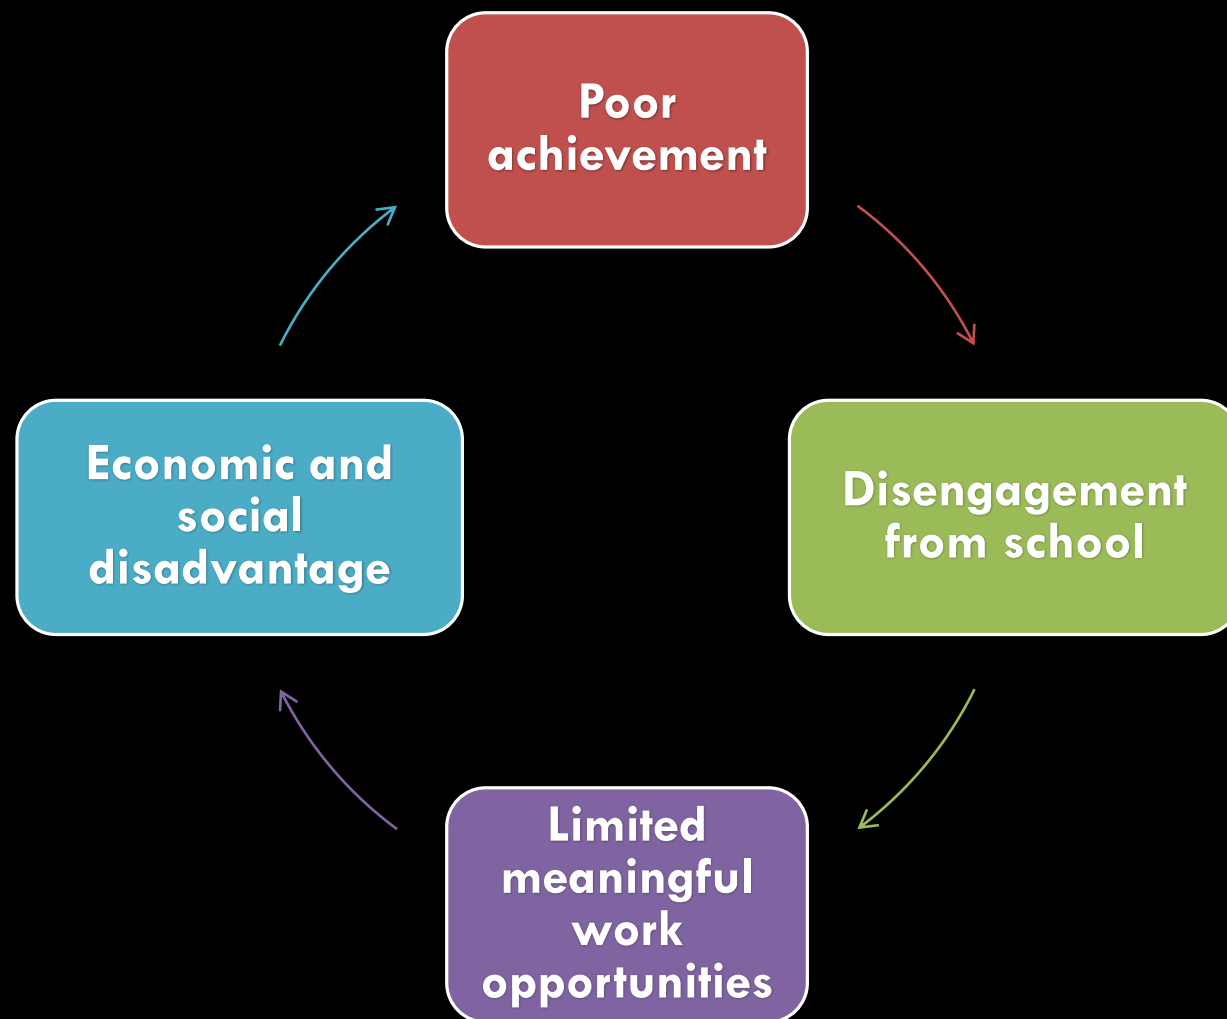 Poor
achievement
Disengagement
from school
Limited
meaningful
work
opportunities
Economic and
social
disadvantage